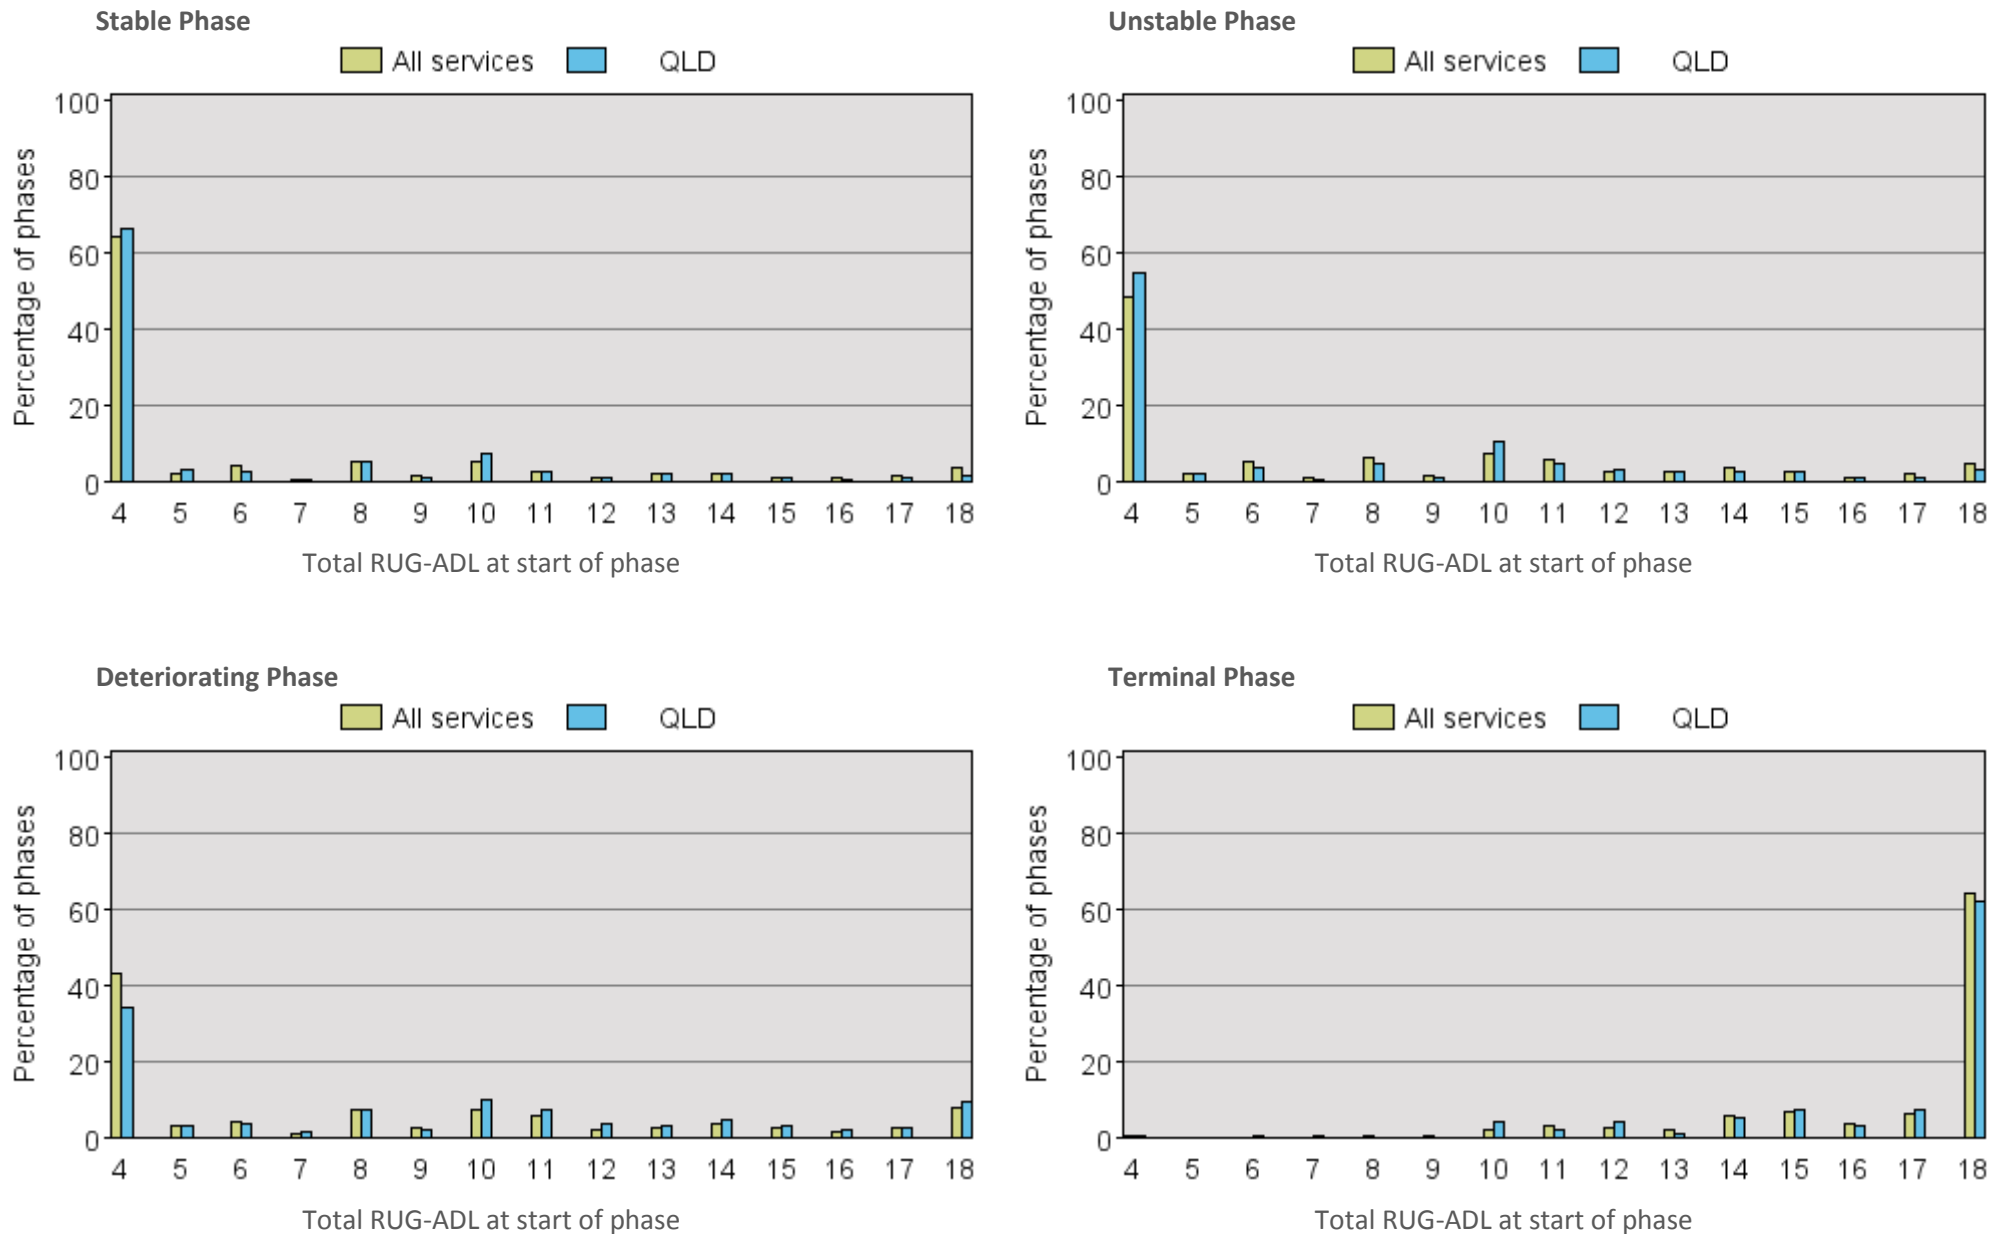 Stable Phase
All services QLD
Percentage of phases
100
80
60
40
20
0
4 5 6 7 8 9 10 11 12 13 14 15 16 17 18
Total RUG-ADL at start of phase
Unstable Phase
All services QLD
Percentage of phases
100
80
60
40
20
0
4 5 6 7 8 9 10 11 12 13 14 15 16 17 18
Total RUG-ADL at start of phase
Deteriorating Phase
All services QLD
Percentage of phases
100
80
60
40
20
0
4 5 6 7 8 9 10 11 12 13 14 15 16 17 18
Total RUG-ADL at start of phase
Terminal Phase
All services QLD
Percentage of phases
100
80
60
40
20
0
4 5 6 7 8 9 10 11 12 13 14 15 16 17 18
Total RUG-ADL at start of phase